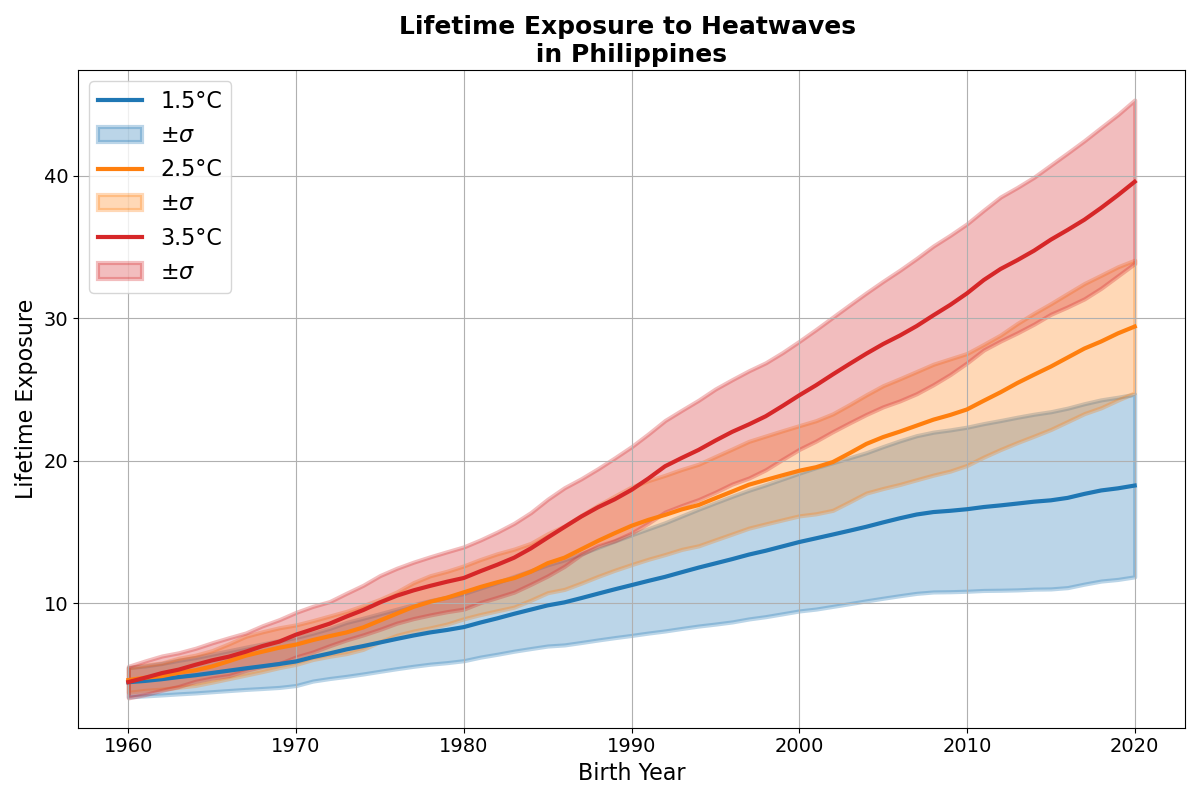 Lifetime Exposure to Heatwaves
in Philippines
1.5°C
±σ
2.5°C
±σ
3.5°C
±σ
Lifetime Exposure
40
30
20
10
1960
1970
1980
1990
2000
2010
2020
Birth Year